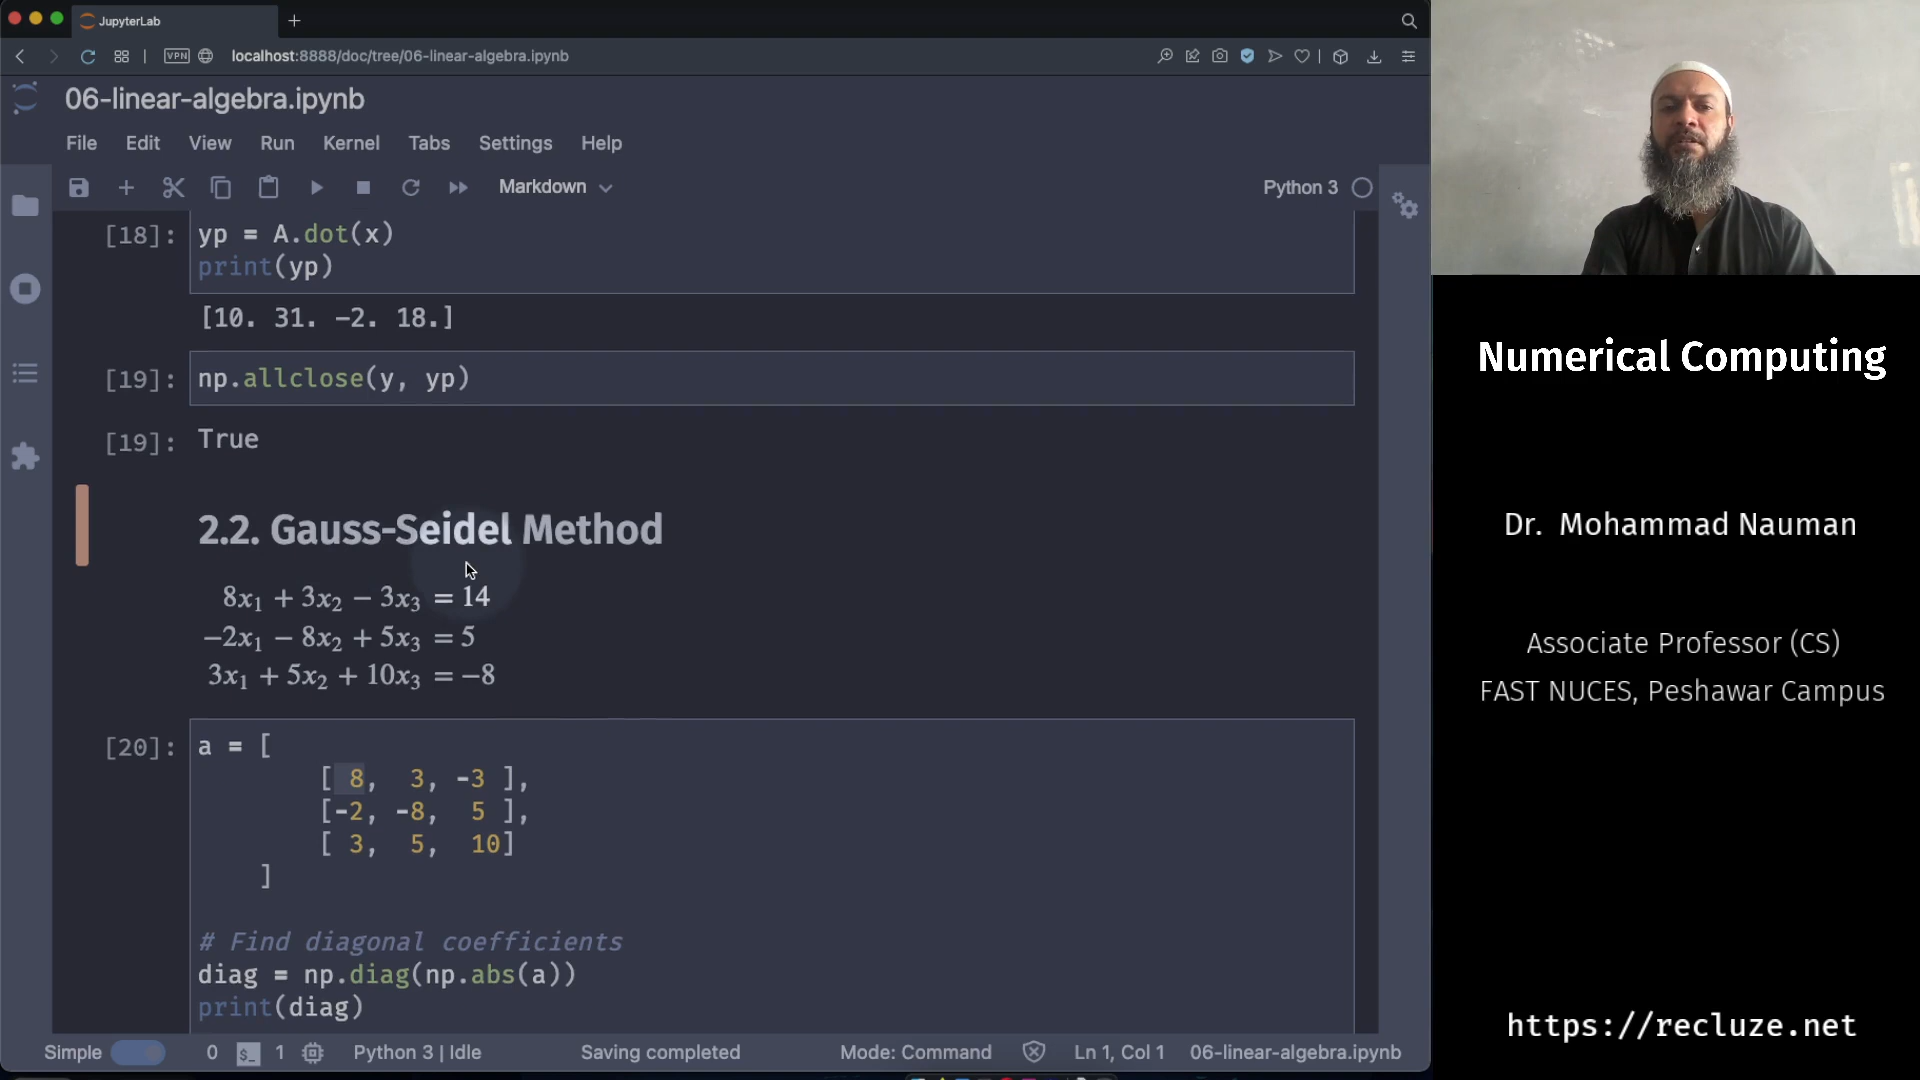 JupyterLab
VPN
localhost:8888/doc/tree/06-linear-algebra.ipynb
06-linear-algebra.ipynb
File Edit View Run Kernel Tabs Settings Help
Markdown
Python 3
[18]: yp = A.dot(x)
print(yp)
[10. 31. -2. 18.]
[19]: np.allclose(y, yp)
[19]: True
2.2. Gauss-Seidel Method
8x₁ + 3x₂ − 3x₃ = 14
−2x₁ − 8x₂ + 5x₃ = 5
3x₁ + 5x₂ + 10x₃ = −8
[20]: a = [
[ 8, 3, -3 ],
[-2, -8, 5 ],
[ 3, 5, 10]
]
# Find diagonal coefficients
diag = np.diag(np.abs(a))
print(diag)
Simple 0 $_ 1 Python 3 | Idle Saving completed Mode: Command Ln 1, Col 1 06-linear-algebra.ipynb
Numerical Computing
Dr. Mohammad Nauman
Associate Professor (CS)
FAST NUCES, Peshawar Campus
https://recluze.net